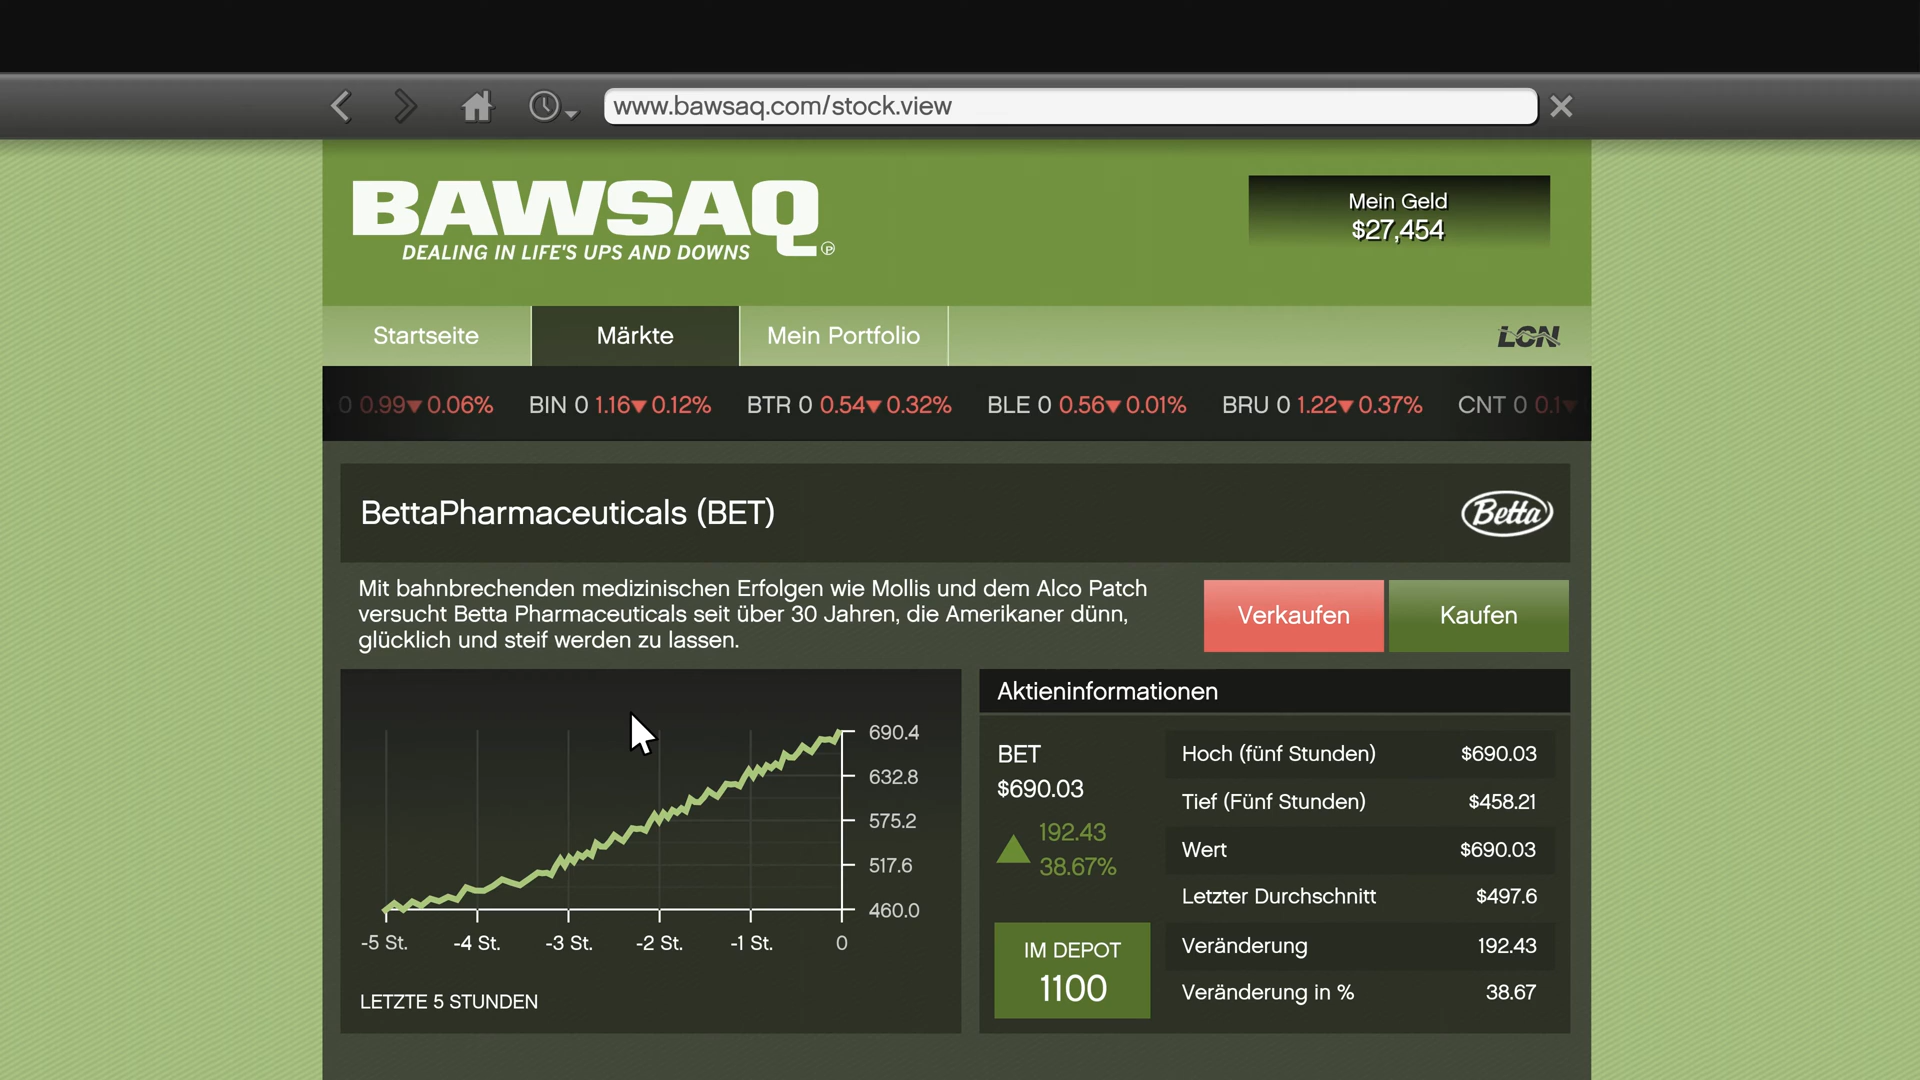 www.bawsaq.com/stock.view
BAWSAQ
DEALING IN LIFE'S UPS AND DOWNS
Mein Geld
$27,454
Startseite
Märkte
Mein Portfolio
LCN
0 0.99▼0.06% BIN 0 1.16▼0.12% BTR 0 0.54▼0.32% BLE 0 0.56▼0.01% BRU 0 1.22▼0.37% CNT 0 0.1▼
BettaPharmaceuticals (BET)
Betta
Mit bahnbrechenden medizinischen Erfolgen wie Mollis und dem Alco Patch
versucht Betta Pharmaceuticals seit über 30 Jahren, die Amerikaner dünn,
glücklich und steif werden zu lassen.
Verkaufen
Kaufen
690.4
632.8
575.2
517.6
460.0
-5 St. -4 St. -3 St. -2 St. -1 St. 0
LETZTE 5 STUNDEN
Aktieninformationen
BET
$690.03
192.43
38.67%
IM DEPOT
1100
Hoch (fünf Stunden) $690.03
Tief (Fünf Stunden) $458.21
Wert $690.03
Letzter Durchschnitt $497.6
Veränderung 192.43
Veränderung in % 38.67